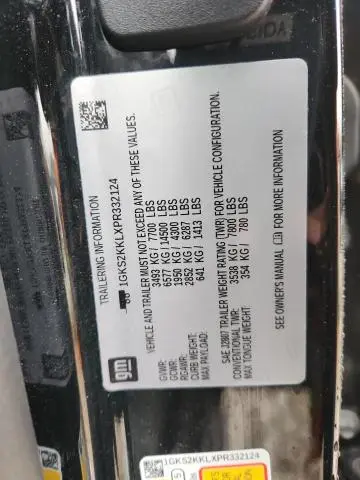 TRAILERING INFORMATION
1GKS2KKLXPR332124
VEHICLE AND TRAILER MUST NOT EXCEED ANY OF THESE VALUES.
GVWR: 3493 KG / 7700 LBS
GCWR: 6577 KG / 14500 LBS
RGAWR: 1950 KG / 4300 LBS
CURB WEIGHT: 2852 KG / 6287 LBS
MAX PAYLOAD: 641 KG / 1413 LBS
SAE J2807 TRAILER WEIGHT RATING (TWR) FOR VEHICLE CONFIGURATION.
CONVENTIONAL TWR: 3538 KG / 7800 LBS
MAX TONGUE WEIGHT: 354 KG / 780 LBS
SEE OWNER'S MANUAL FOR MORE INFORMATION
gm
1GKS2KKLXPR332124